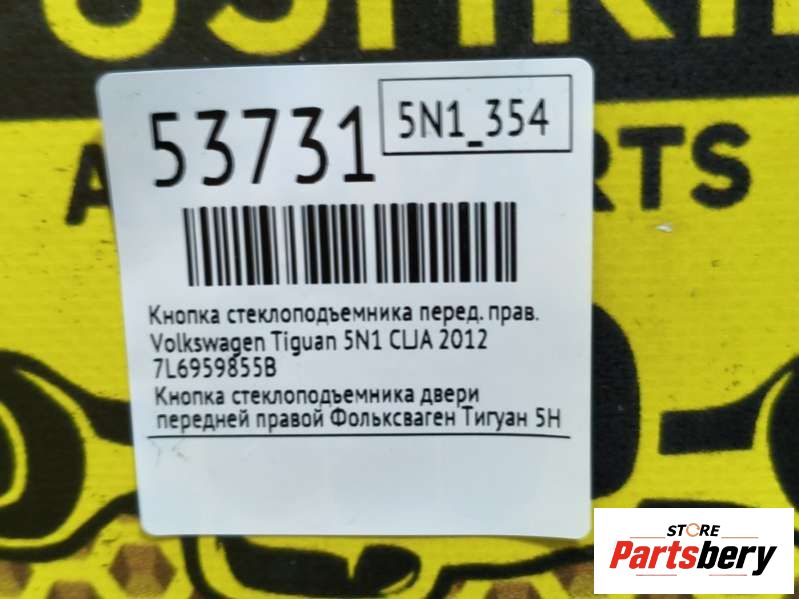 53731
5N1_354
Кнопка стеклоподъемника перед. прав.
Volkswagen Tiguan 5N1 CLJA 2012
7L6959855B
Кнопка стеклоподъемника двери
передней правой Фольксваген Тигуан 5Н
STORE
Partsbery